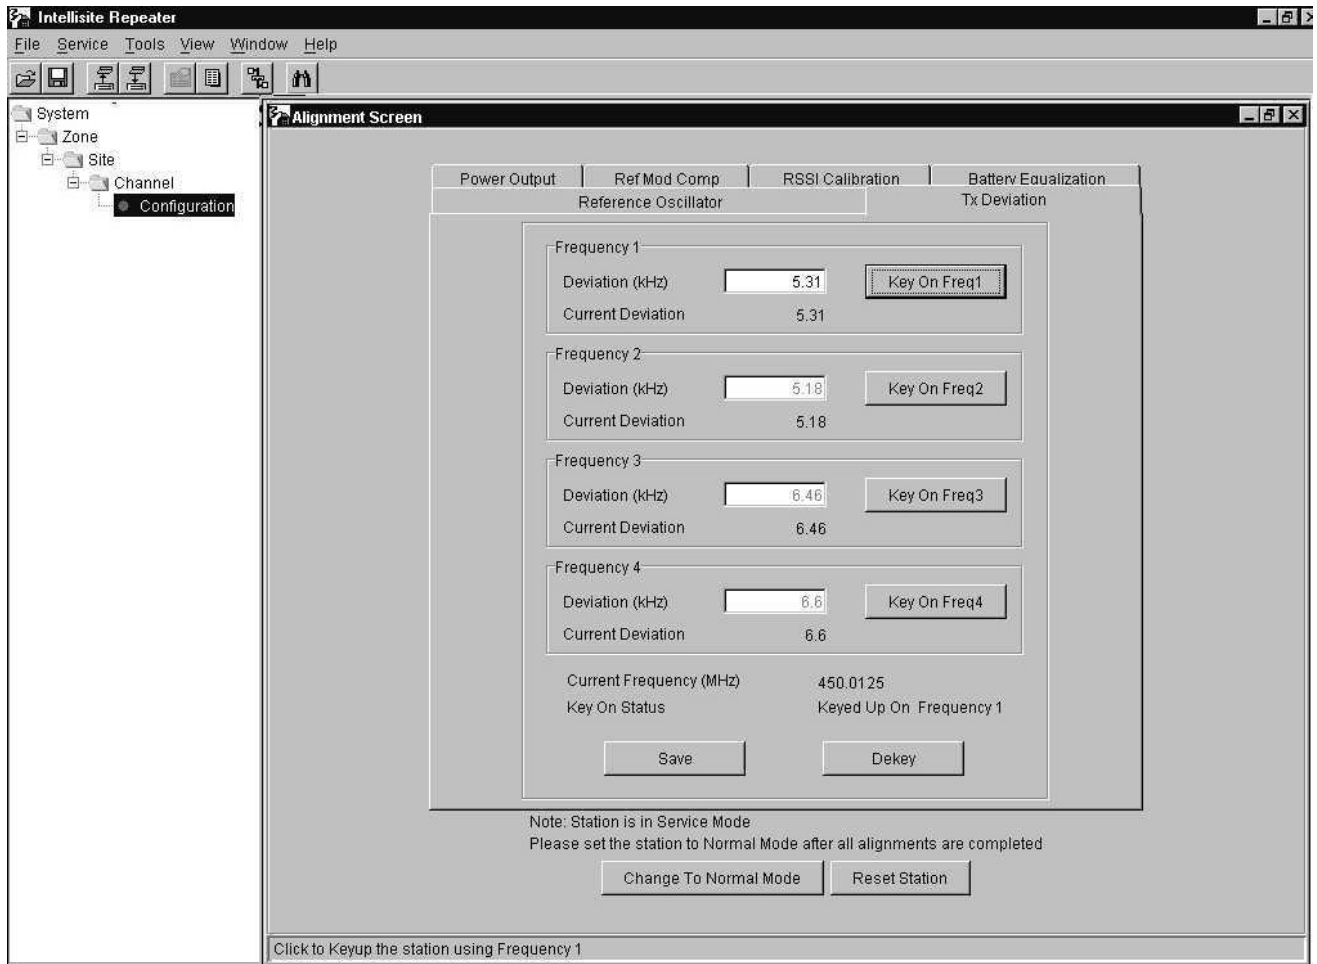 Intellisite Repeater
File Service Tools View Window Help
System
Zone
Site
Channel
Configuration
Alignment Screen
Power Output Ref Mod Comp RSSI Calibration Battery Equalization
Reference Oscillator Tx Deviation
Frequency 1
Deviation (kHz) 5.31 Key On Freq1
Current Deviation 5.31
Frequency 2
Deviation (kHz) 5.18 Key On Freq2
Current Deviation 5.18
Frequency 3
Deviation (kHz) 6.46 Key On Freq3
Current Deviation 6.46
Frequency 4
Deviation (kHz) 6.6 Key On Freq4
Current Deviation 6.6
Current Frequency (MHz) 450.0125
Key On Status Keyed Up On Frequency 1
Save Dekey
Note: Station is in Service Mode
Please set the station to Normal Mode after all alignments are completed
Change To Normal Mode Reset Station
Click to Keyup the station using Frequency 1